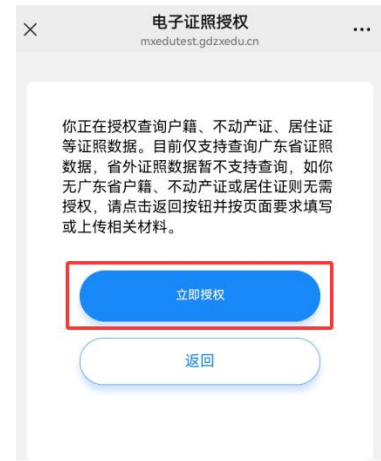 电子证照授权
mxedutest.gdzxedu.cn
你正在授权查询户籍、不动产证、居住证
等证照数据。目前仅支持查询广东省证照
数据，省外证照数据暂不支持查询，如你
无广东省户籍、不动产证或居住证则无需
授权，请点击返回按钮并按页面要求填写
或上传相关材料。
立即授权
返回